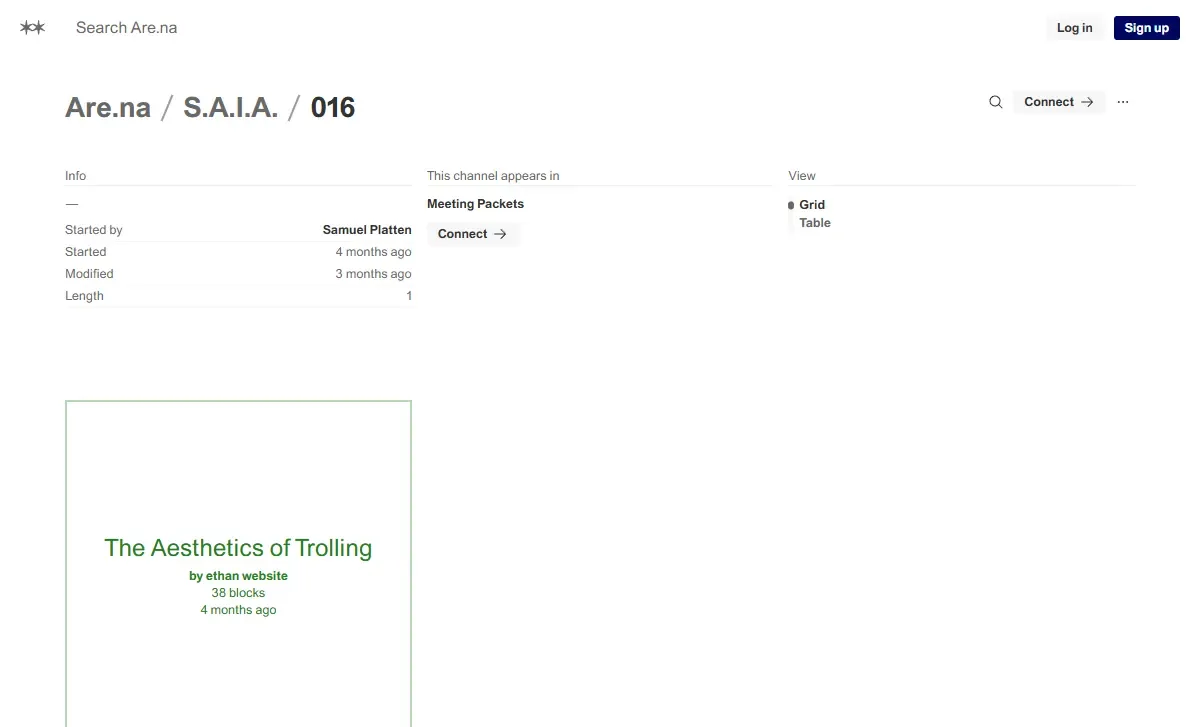 Search Are.na
Log in
Sign up
Are.na / S.A.I.A. / 016
Connect →
...
Info
—
Started by Samuel Platten
Started 4 months ago
Modified 3 months ago
Length 1
This channel appears in
Meeting Packets
Connect →
View
Grid
Table
The Aesthetics of Trolling
by ethan website
38 blocks
4 months ago